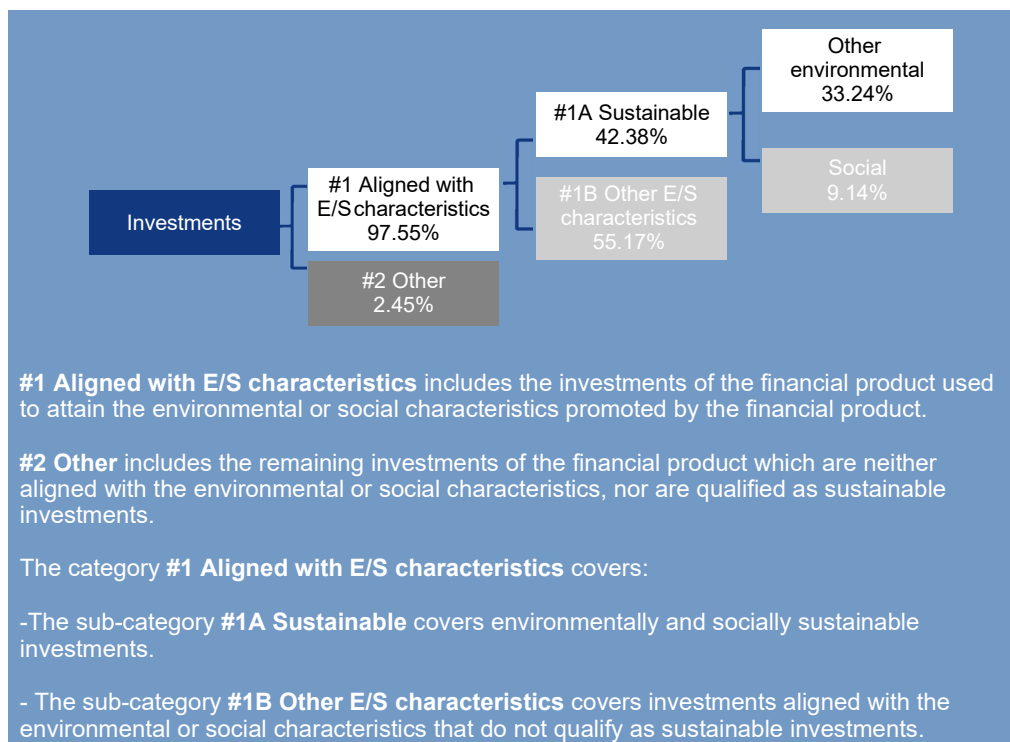 Investments
#1 Aligned with
E/S characteristics
97.55%
#2 Other
2.45%
#1A Sustainable
42.38%
#1B Other E/S
characteristics
55.17%
Other
environmental
33.24%
Social
9.14%
#1 Aligned with E/S characteristics includes the investments of the financial product used
to attain the environmental or social characteristics promoted by the financial product.
#2 Other includes the remaining investments of the financial product which are neither
aligned with the environmental or social characteristics, nor are qualified as sustainable
investments.
The category #1 Aligned with E/S characteristics covers:
-The sub-category #1A Sustainable covers environmentally and socially sustainable
investments.
- The sub-category #1B Other E/S characteristics covers investments aligned with the
environmental or social characteristics that do not qualify as sustainable investments.